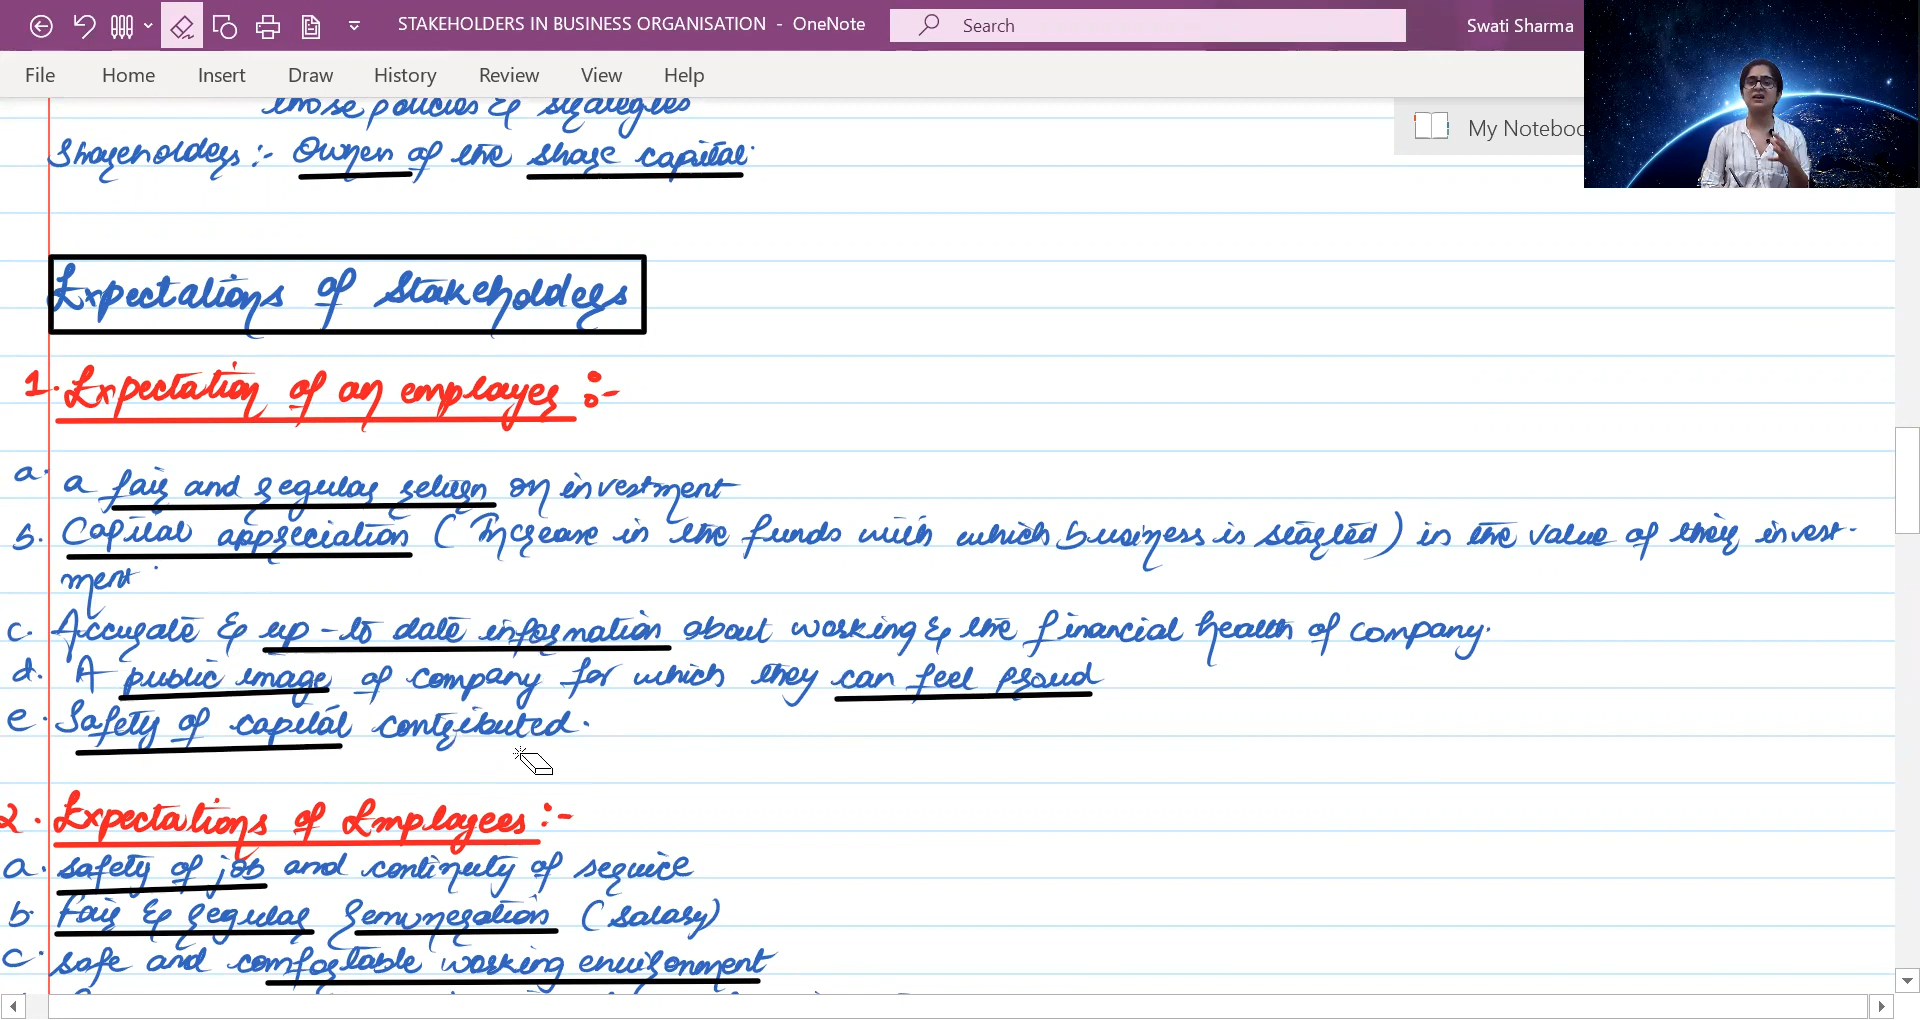 STAKEHOLDERS IN BUSINESS ORGANISATION - OneNote
Search
Swati Sharma
File Home Insert Draw History Review View Help
My Noteboo
those policies & strategies
Shareholders :- Owner of the share capital.
Expectations of Stakeholders
1. Expectation of an employer :-
a. a fair and regular return on investment
b. Capital appreciation (Increase in the funds with which business is started) in the value of their invest-
ment.
c. Accurate & up-to date information about working & the financial health of company.
d. A public image of company for which they can feel proud
e. Safety of capital contributed.
2. Expectations of Employees :-
a. safety of job and continuty of service
b. Fair & regular remuneration (salary)
c. safe and comfortable working environment